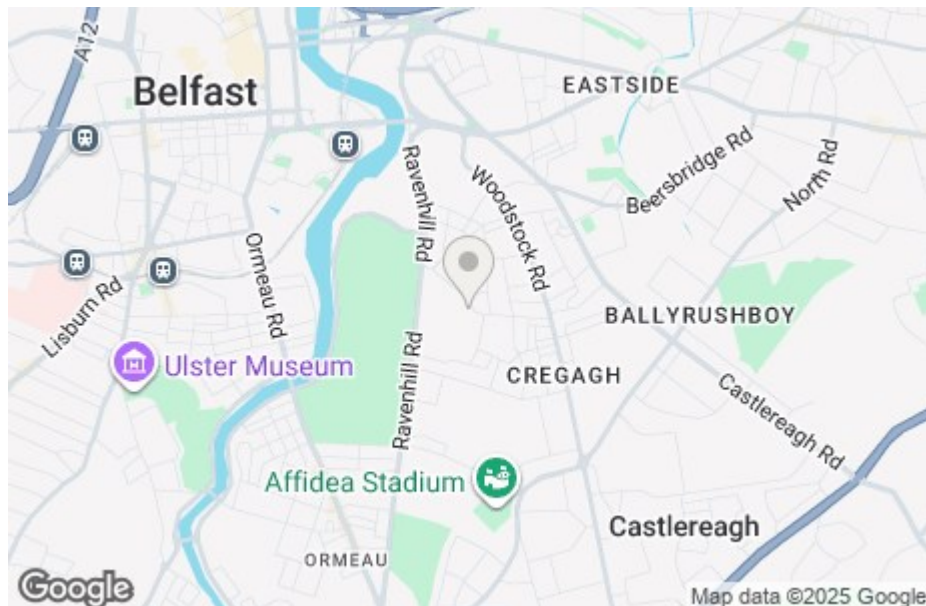 A12
Belfast
EASTSIDE
Beersbridge Rd
North Rd
Ravenhill Rd
Woodstock Rd
Ormeau Rd
Lisburn Rd
BALLYRUSHBOY
Ulster Museum
Ravenhill Rd
CREGAGH
Castlereagh Rd
Affidea Stadium
Castlereagh
ORMEAU
Google
Map data ©2025 Google